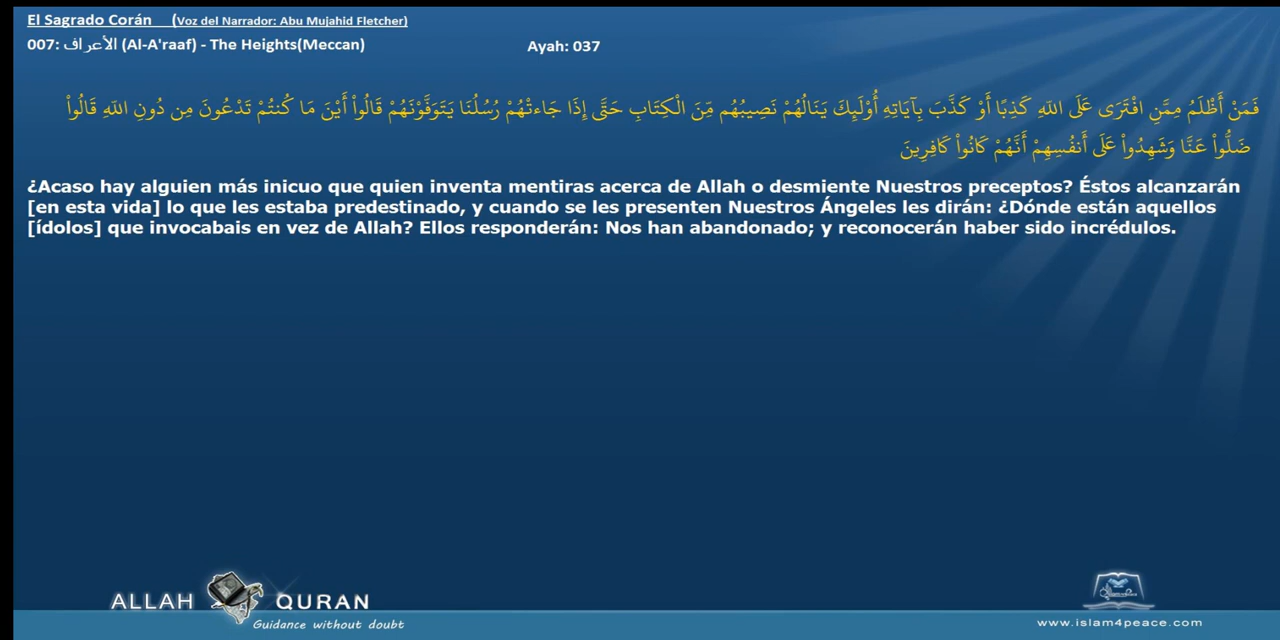 El Sagrado Corán (Voz del Narrador: Abu Mujahid Fletcher)
007: الأعراف (Al-A'raaf) - The Heights(Meccan) Ayah: 037
فَمَنْ أَظْلَمُ مِمَّنِ افْتَرَى عَلَى اللّهِ كَذِبًا أَوْ كَذَّبَ بِآيَاتِهِ أُوْلَئِكَ يَنَالُهُمْ نَصِيبُهُم مِّنَ الْكِتَابِ حَتَّى إِذَا جَاءتْهُمْ رُسُلُنَا يَتَوَفَّوْنَهُمْ قَالُواْ أَيْنَ مَا كُنتُمْ تَدْعُونَ مِن دُونِ اللّهِ قَالُواْ
ضَلُّواْ عَنَّا وَشَهِدُواْ عَلَى أَنفُسِهِمْ أَنَّهُمْ كَانُواْ كَافِرِينَ
¿Acaso hay alguien más inicuo que quien inventa mentiras acerca de Allah o desmiente Nuestros preceptos? Éstos alcanzarán
[en esta vida] lo que les estaba predestinado, y cuando se les presenten Nuestros Ángeles les dirán: ¿Dónde están aquellos
[ídolos] que invocabais en vez de Allah? Ellos responderán: Nos han abandonado; y reconocerán haber sido incrédulos.
ALLAH QURAN
Guidance without doubt
www.islam4peace.com